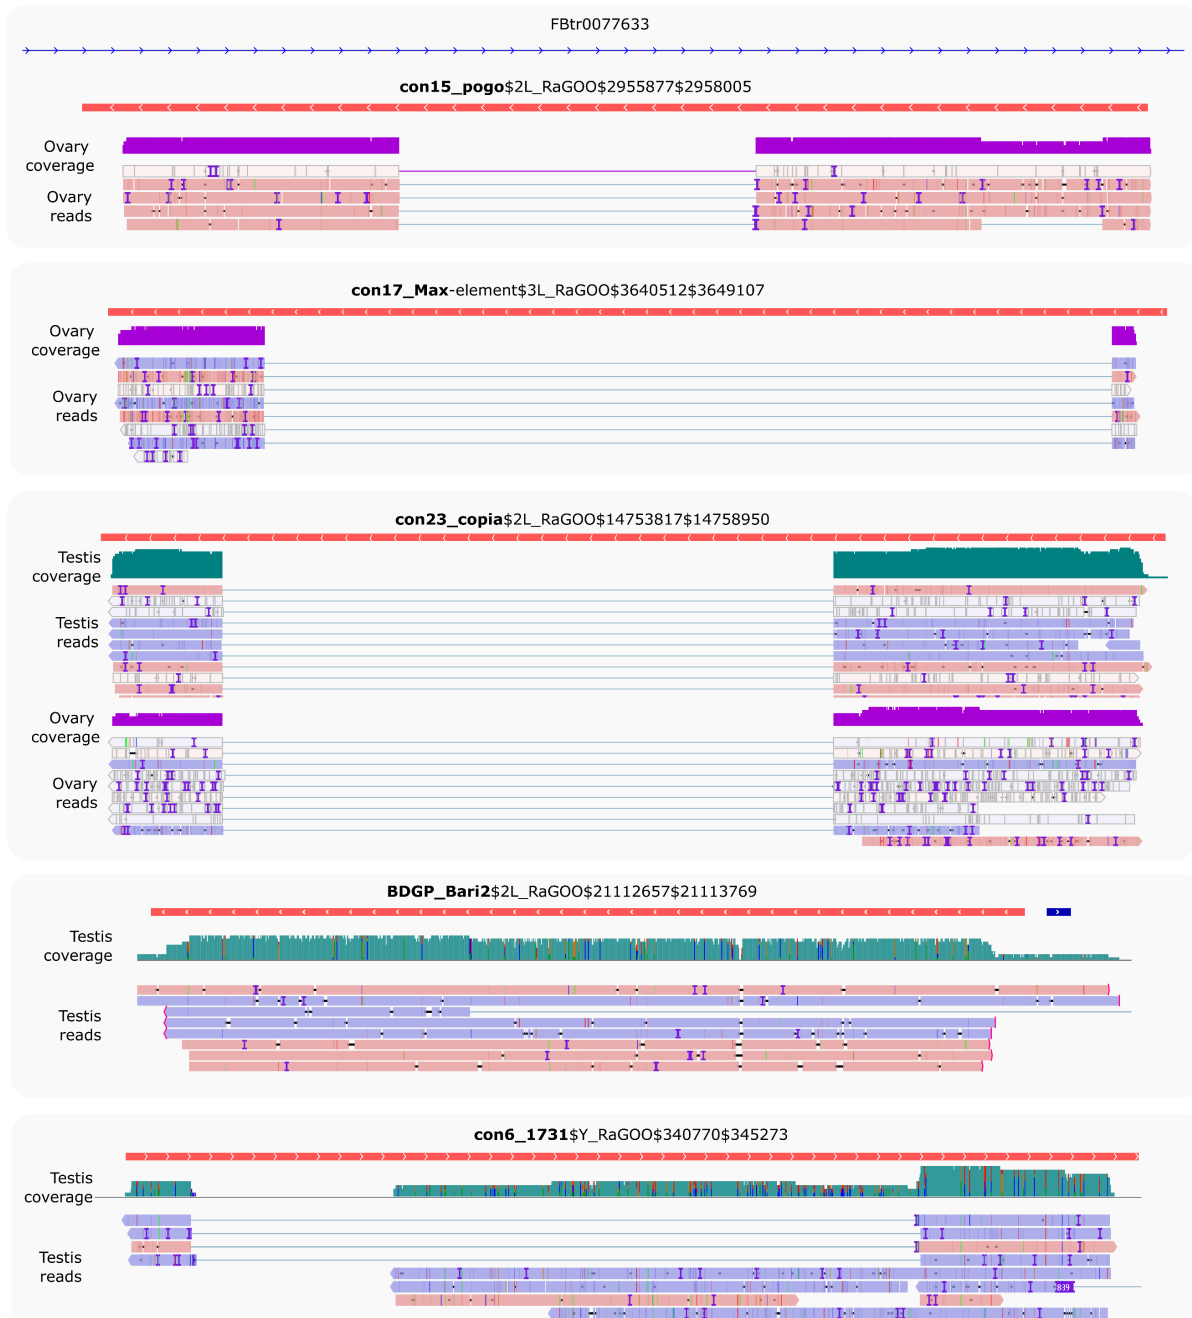 FBtr0077633
con15_pogo$2L_RaGOO$2955877$2958005
Ovary
coverage
Ovary
reads
con17_Max-element$3L_RaGOO$3640512$3649107
Ovary
coverage
Ovary
reads
con23_copia$2L_RaGOO$14753817$14758950
Testis
coverage
Testis
reads
Ovary
coverage
Ovary
reads
BDGP_Bari2$2L_RaGOO$21112657$21113769
Testis
coverage
Testis
reads
con6_1731$Y_RaGOO$340770$345273
Testis
coverage
Testis
reads
839